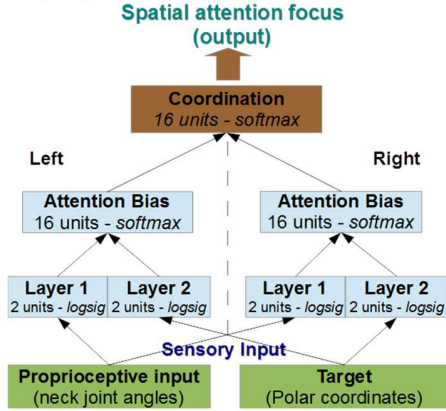 Spatial attention focus
(output)
Coordination
16 units - softmax
Left
Right
Attention Bias
16 units - softmax
Attention Bias
16 units - softmax
Layer 1
2 units - logsig
Layer 2
2 units - logsig
Layer 1
2 units - logsig
Layer 2
2 units - logsig
Sensory Input
Proprioceptive input
(neck joint angles)
Target
(Polar coordinates)